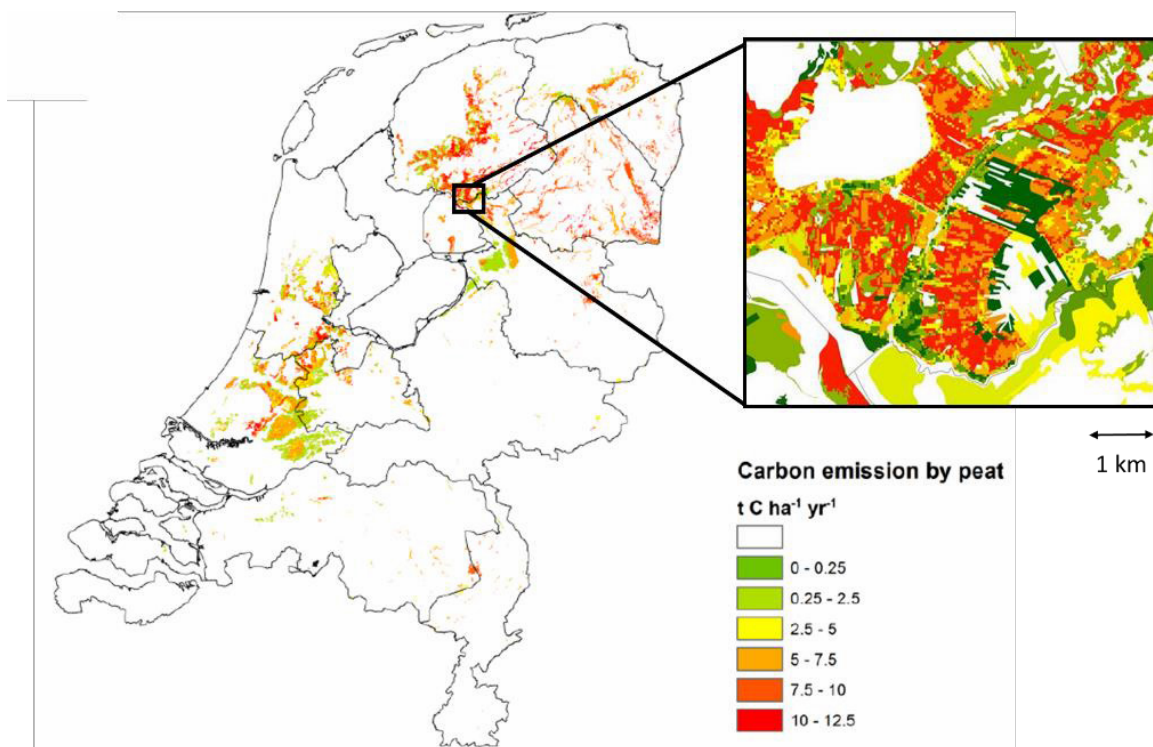 1 km
Carbon emission by peat
t C ha⁻¹ yr⁻¹
0 - 0.25
0.25 - 2.5
2.5 - 5
5 - 7.5
7.5 - 10
10 - 12.5